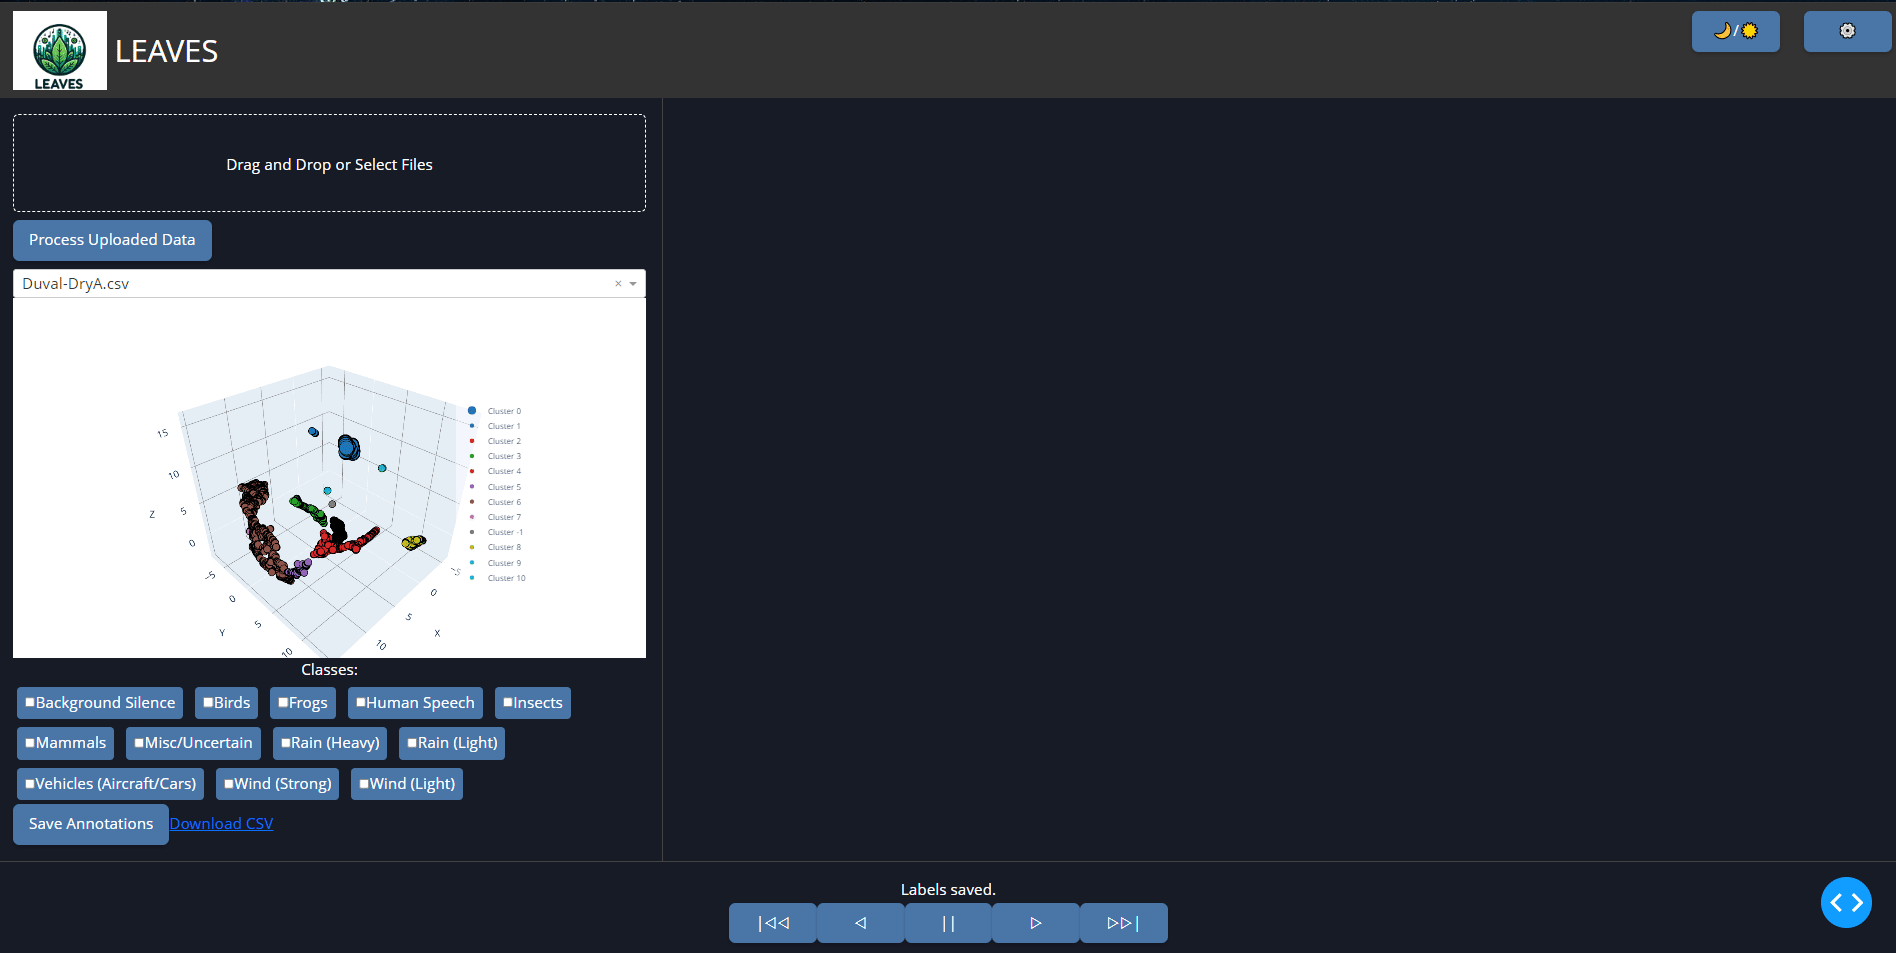 LEAVES
LEAVES
Drag and Drop or Select Files
Process Uploaded Data
Duval-DryA.csv
×
Cluster 0
Cluster 1
Cluster 2
Cluster 3
Cluster 4
Cluster 5
Cluster 6
Cluster 7
Cluster -1
Cluster 8
Cluster 9
Cluster 10
15
10
5
0
Z
−5
0
5
10
Y
−5
0
5
10
X
Classes:
Background Silence Birds Frogs Human Speech Insects
Mammals Misc/Uncertain Rain (Heavy) Rain (Light)
Vehicles (Aircraft/Cars) Wind (Strong) Wind (Light)
Save Annotations Download CSV
Labels saved.